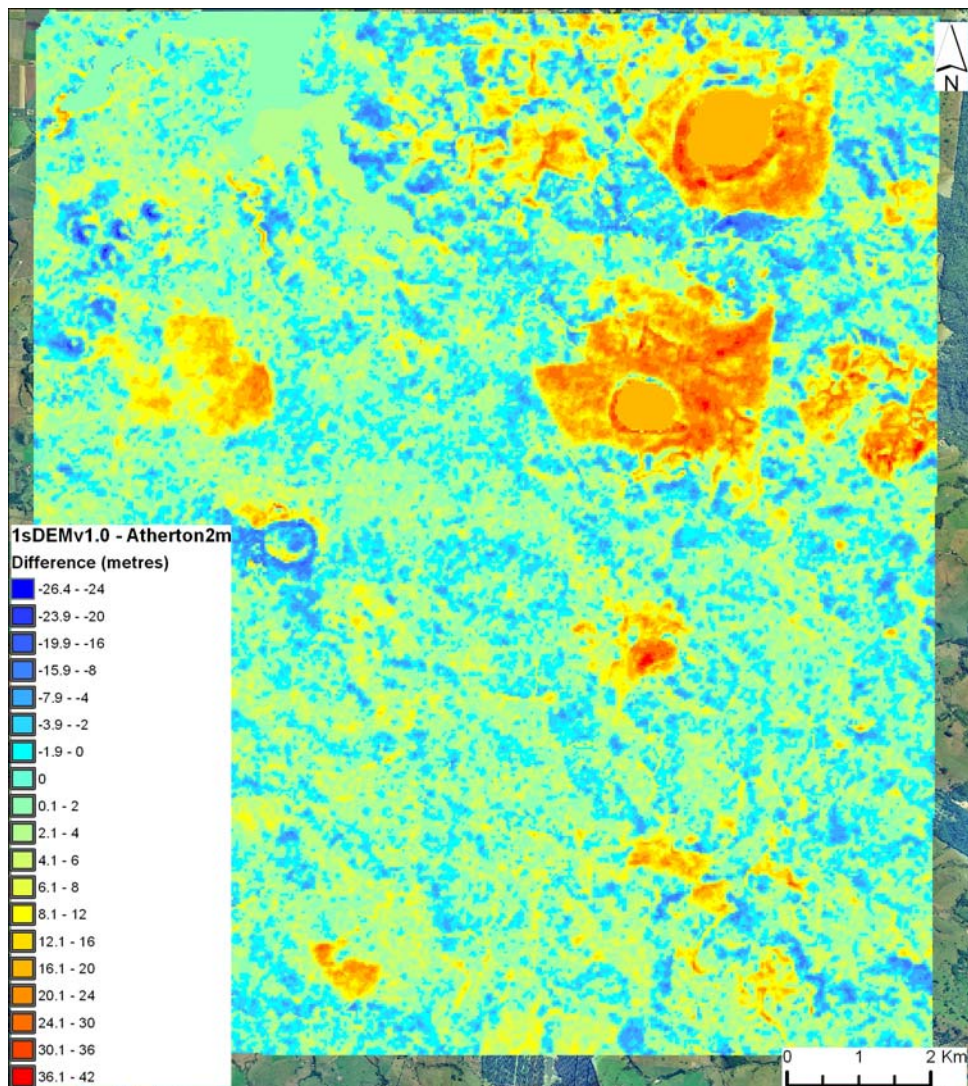 N
1sDEMv1.0 - Atherton2m
Difference (metres)
-26.4 - -24
-23.9 - -20
-19.9 - -16
-15.9 - -8
-7.9 - -4
-3.9 - -2
-1.9 - 0
0
0.1 - 2
2.1 - 4
4.1 - 6
6.1 - 8
8.1 - 12
12.1 - 16
16.1 - 20
20.1 - 24
24.1 - 30
30.1 - 36
36.1 - 42
0 1 2 Km